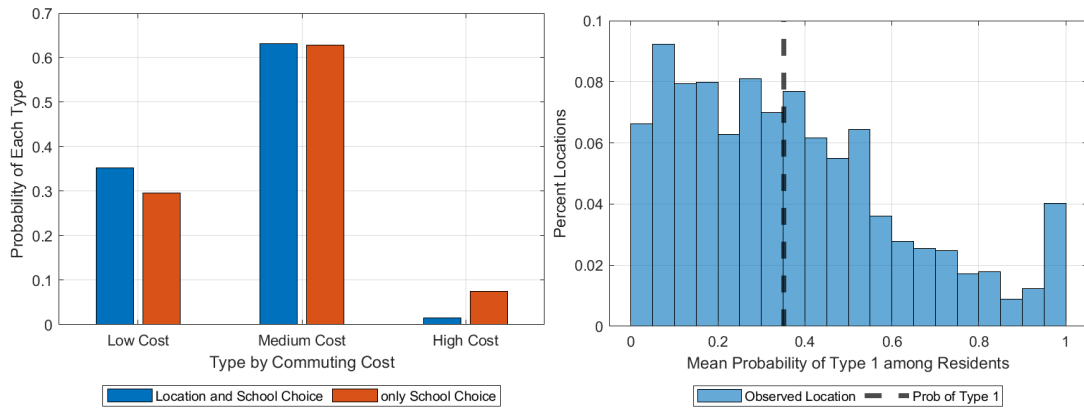 0.7
0.6
0.5
0.4
0.3
0.2
0.1
0
Probability of Each Type
Low Cost
Medium Cost
High Cost
Type by Commuting Cost
Location and School Choice
only School Choice
0.1
0.08
0.06
0.04
0.02
0
Percent Locations
0
0.2
0.4
0.6
0.8
1
Mean Probability of Type 1 among Residents
Observed Location
Prob of Type 1